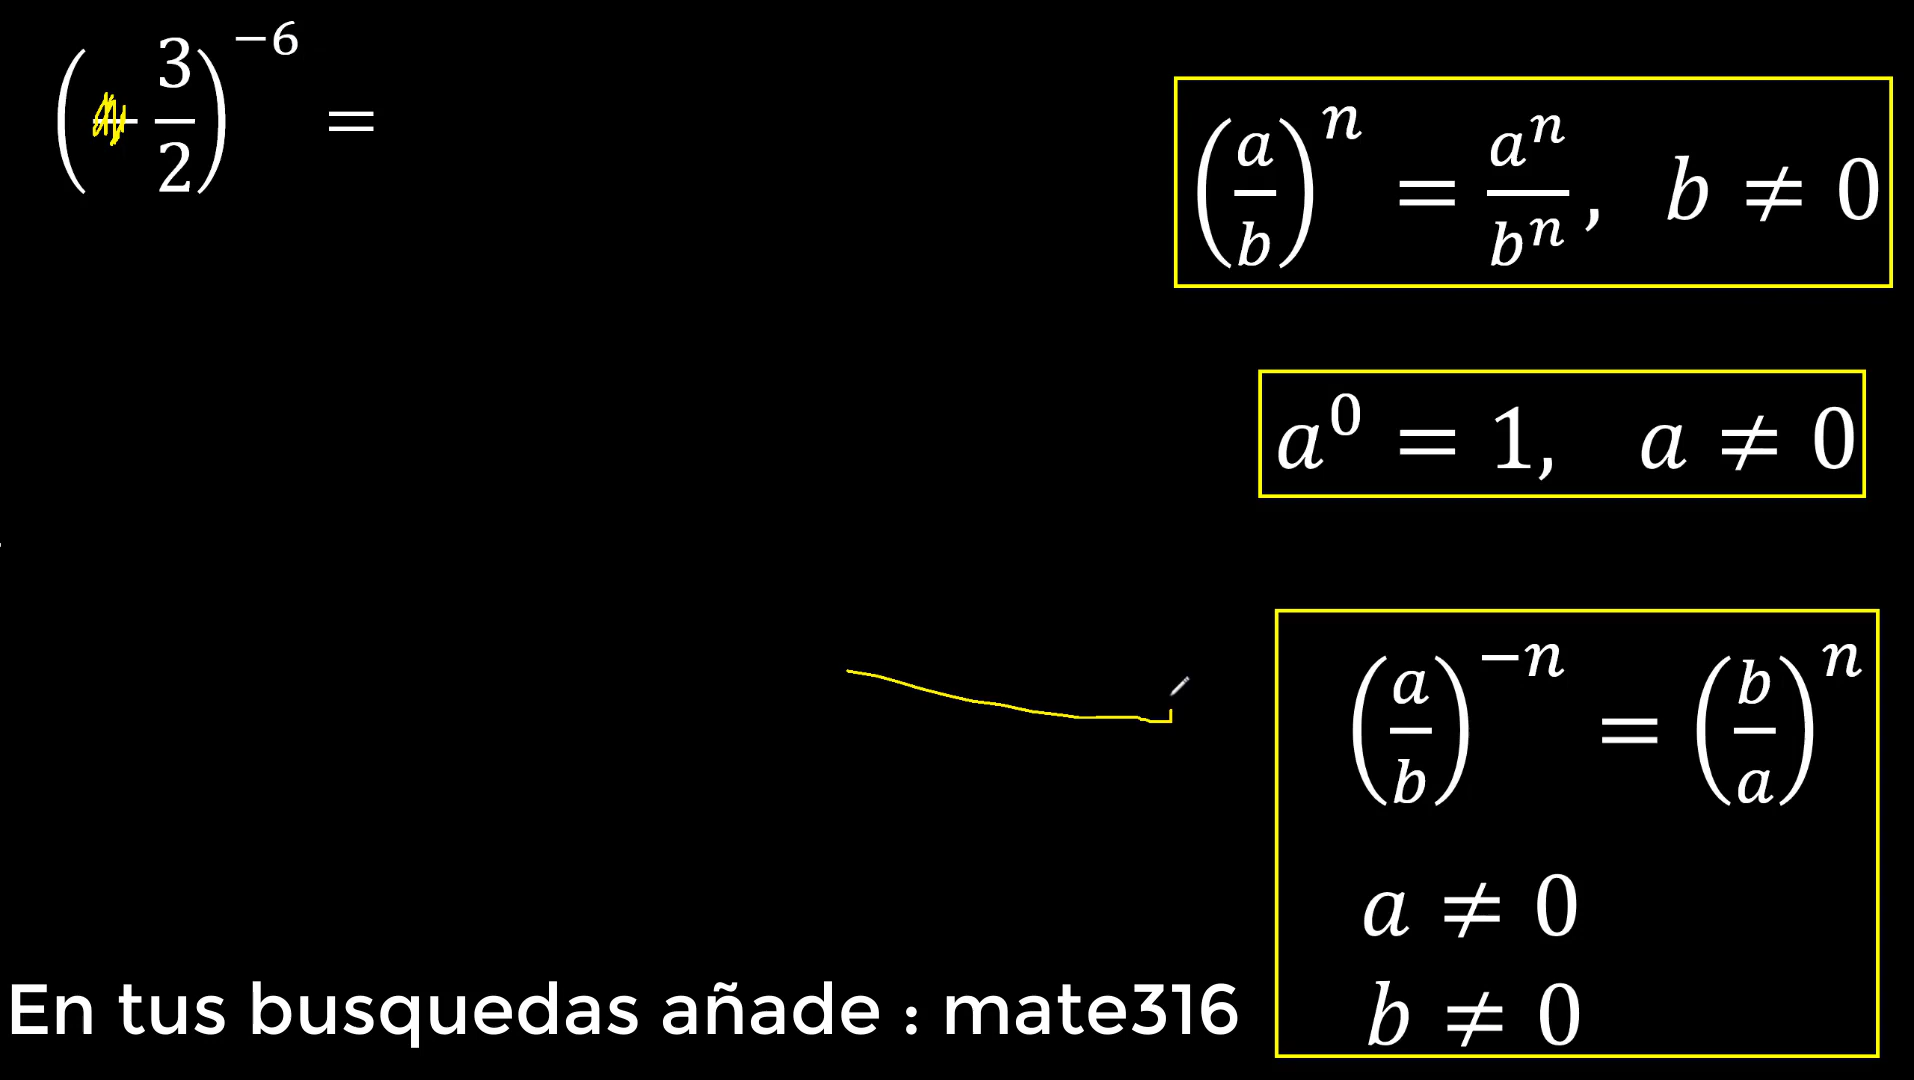 (-3/2)^-6 =
(a/b)^n = a^n/b^n, b ≠ 0
a^0 = 1, a ≠ 0
(a/b)^-n = (b/a)^n
a ≠ 0
b ≠ 0
En tus busquedas añade : mate316